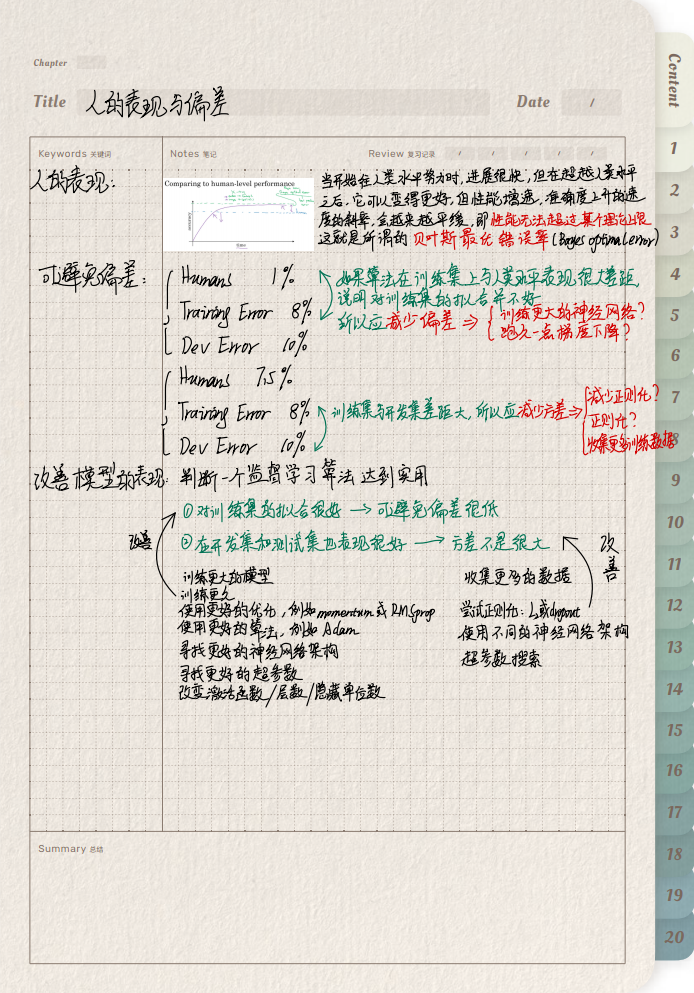 Content
Chapter
Title 人的表现与偏差 Date /
Keywords 关键词 Notes 笔记 Review 复习记录 / / / / /
人的表现：
Comparing to human-level performance
当开始在人类水平努力时，进展很快，但在超越人类水平
之后，它可以变得更好，但性能增速，准确度上升的速
度的斜率，会越来越平缓，即性能无法超过某个理论上限
这就是所谓的 贝叶斯最优错误率 (Bayes optimal error)
可避免偏差：
Humans 1%
Training Error 8%
Dev Error 10%
如果算法在训练集上与人类水平表现很大差距，
说明对训练集的拟合并不好
所以应减少偏差 ⇒ { 训练更大的神经网络？
跑久一点梯度下降？
Humans 7.5%
Training Error 8%
Dev Error 10%
训练集与开发集差距大，所以应减少方差⇒
减少正则化？
正则化？
收集更多训练数据
改善模型的表现：判断一个监督学习算法达到实用
①对训练集的拟合很好 → 可避免偏差很低
②在开发集和测试集也表现很好 → 方差不是很大
改善
改善
训练更大的模型
训练更久
使用更好的优化，例如momentum或RMSprop
使用更好的算法，例如 Adam
寻找更好的神经网络架构
寻找更好的超参数
改变激活函数/层数/隐藏单位数
收集更多的数据
尝试正则化：L2或dropout
使用不同的神经网络架构
超参数搜索
Summary 总结
1
2
3
4
5
6
7
8
9
10
11
12
13
14
15
16
17
18
19
20